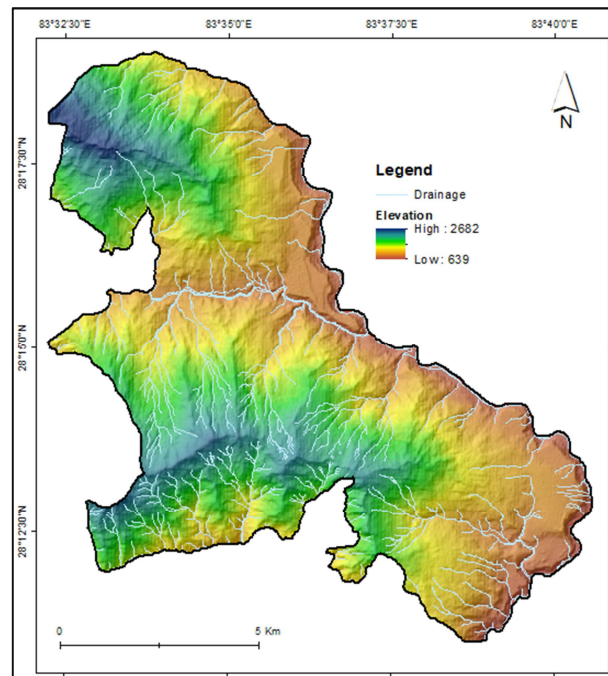 83°32'30"E 83°35'0"E 83°37'30"E 83°40'0"E
N
28°17'30"N
Legend
Drainage
Elevation
High : 2682
Low : 639
28°15'0"N
28°12'30"N
0 5 Km